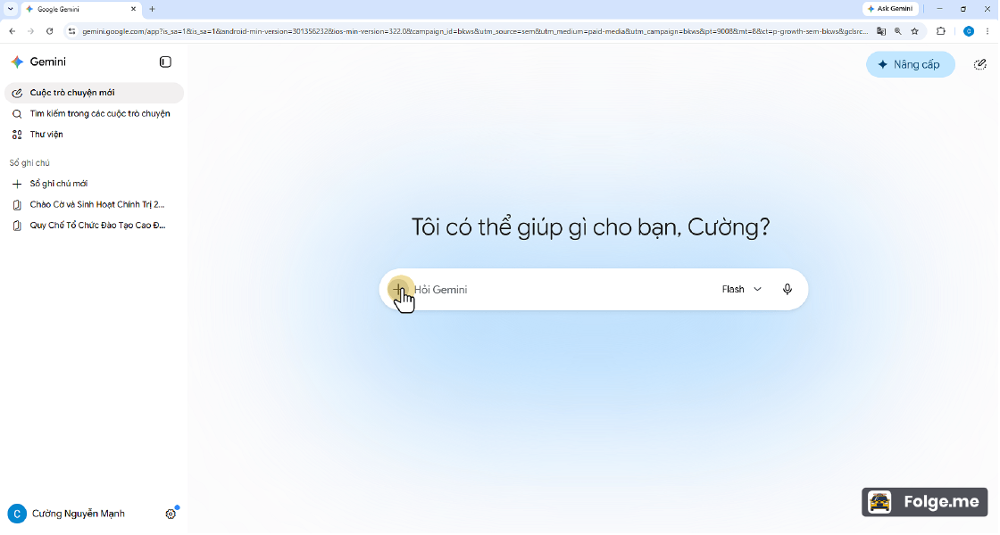 Google Gemini
Ask Gemini
gemini.google.com/app?is_sa=1&is_sa=1&android-min-version=301356232&ios-min-version=322.0&campaign_id=bkws&utm_source=sem&utm_medium=paid-media&utm_campaign=bkws&pt=9008&mt=8&ct=p-growth-sem-bkws&gclsrc...
C
Gemini
Nâng cấp
Cuộc trò chuyện mới
Tìm kiếm trong các cuộc trò chuyện
Thư viện
Sổ ghi chú
Sổ ghi chú mới
Chào Cờ và Sinh Hoạt Chính Trị 2...
Quy Chế Tổ Chức Đào Tạo Cao Đ...
Tôi có thể giúp gì cho bạn, Cường?
Hỏi Gemini
Flash
Folge.me
C Cường Nguyễn Mạnh